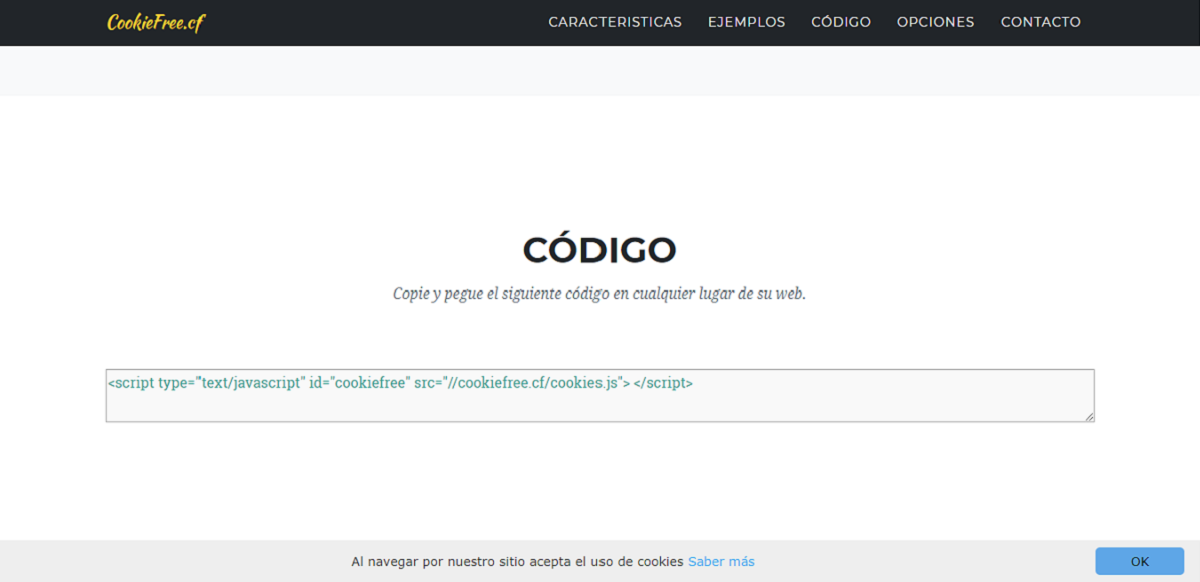 CookieFree.cf CARACTERISTICAS EJEMPLOS CÓDIGO OPCIONES CONTACTO
CÓDIGO
Copie y pegue el siguiente código en cualquier lugar de su web.
<script type="text/javascript" id="cookiefree" src="//cookiefree.cf/cookies.js"> </script>
Al navegar por nuestro sitio acepta el uso de cookies Saber más OK